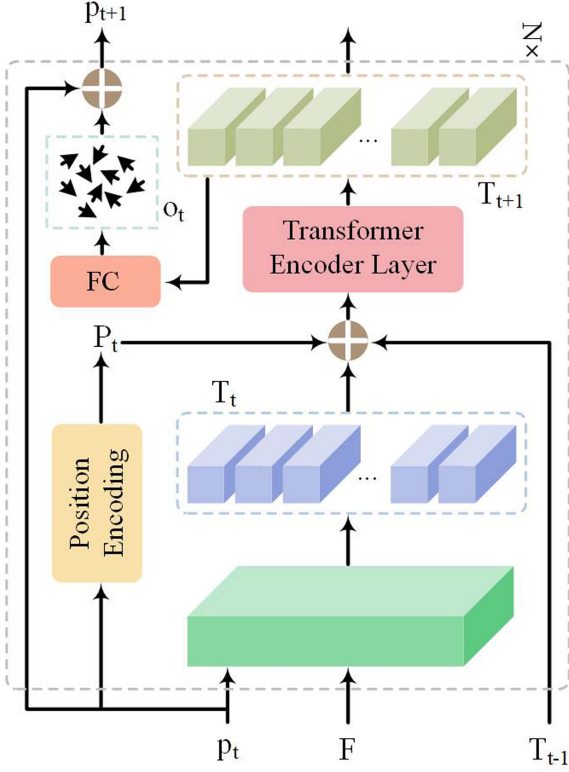 p_{t+1}
×N
o_t
T_{t+1}
Transformer
Encoder Layer
FC
P_t
T_t
Position
Encoding
...
...
p_t
F
T_{t-1}